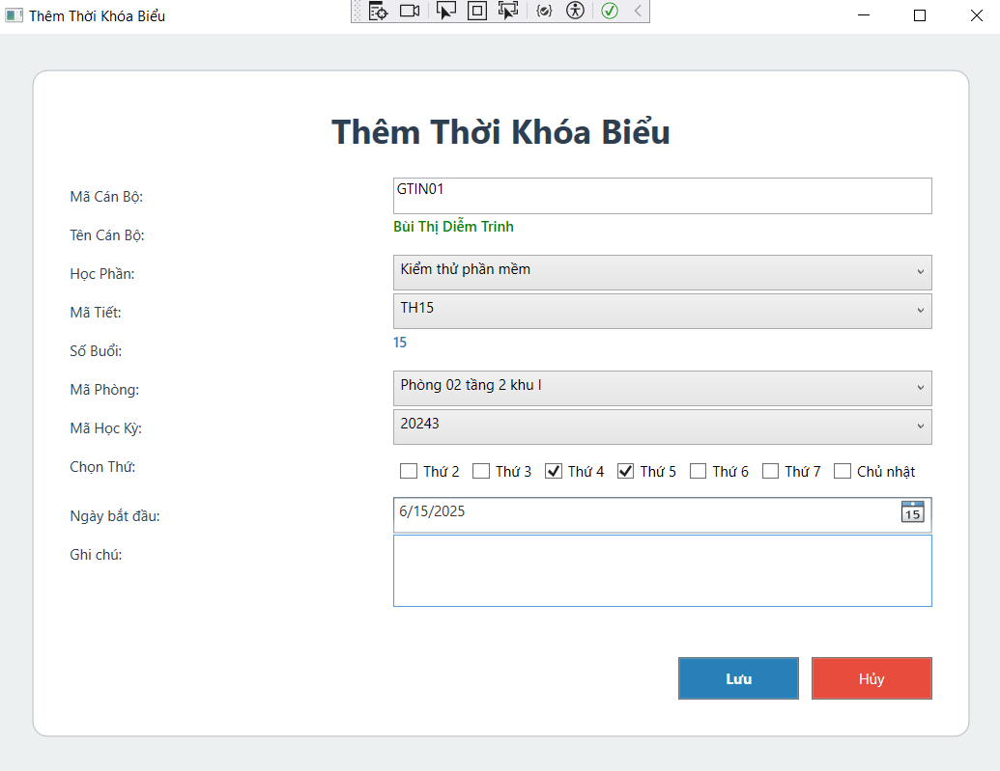 Thêm Thời Khóa Biểu
Thêm Thời Khóa Biểu
Mã Cán Bộ: GTIN01
Tên Cán Bộ: Bùi Thị Diễm Trinh
Học Phần: Kiểm thử phần mềm
Mã Tiết: TH15
Số Buổi: 15
Mã Phòng: Phòng 02 tầng 2 khu I
Mã Học Kỳ: 20243
Chọn Thứ: Thứ 2 Thứ 3 Thứ 4 Thứ 5 Thứ 6 Thứ 7 Chủ nhật
Ngày bắt đầu: 6/15/2025 15
Ghi chú:
Lưu Hủy